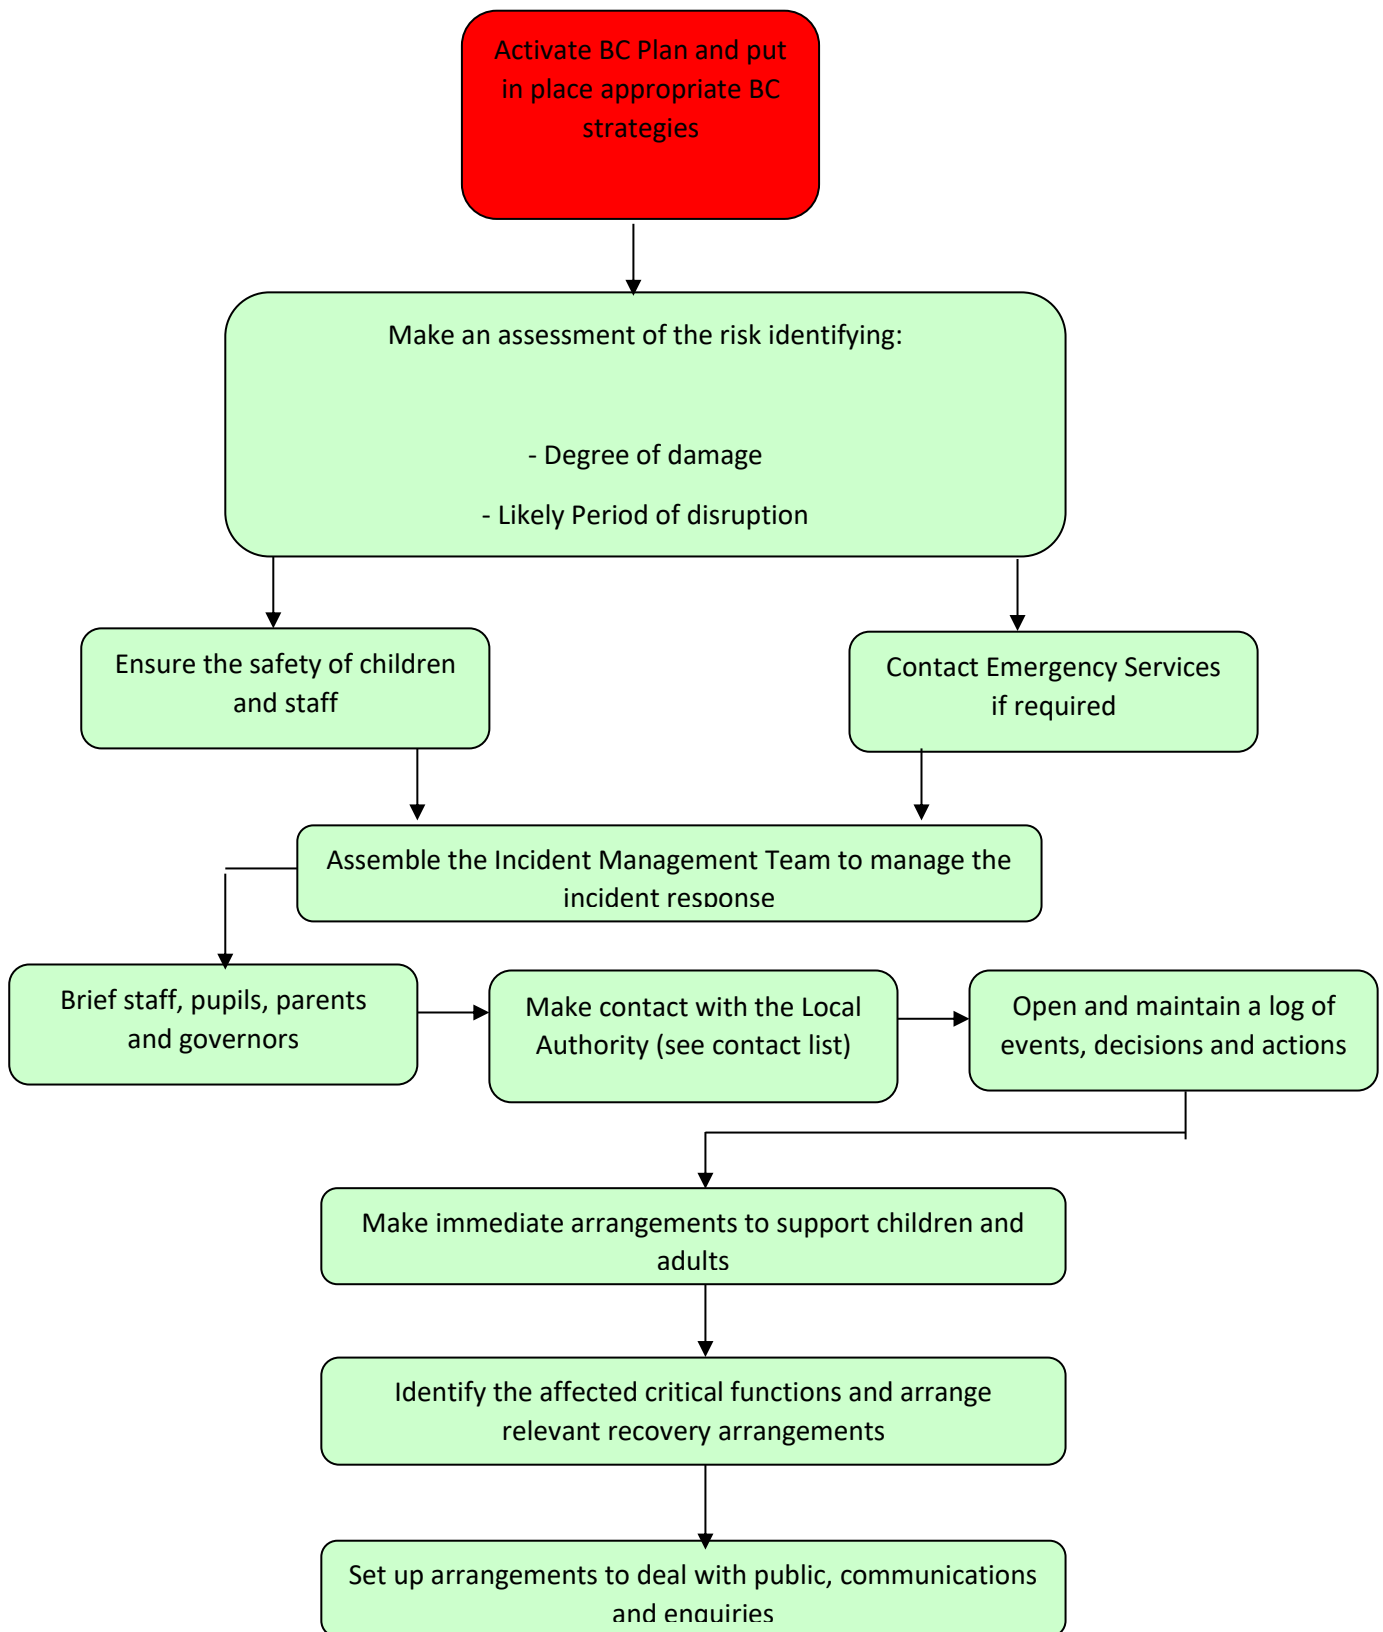 Activate BC Plan and put
in place appropriate BC
strategies
Make an assessment of the risk identifying:
- Degree of damage
- Likely Period of disruption
Ensure the safety of children
and staff
Contact Emergency Services
if required
Assemble the Incident Management Team to manage the
incident response
Brief staff, pupils, parents
and governors
Make contact with the Local
Authority (see contact list)
Open and maintain a log of
events, decisions and actions
Make immediate arrangements to support children and
adults
Identify the affected critical functions and arrange
relevant recovery arrangements
Set up arrangements to deal with public, communications
and enquiries